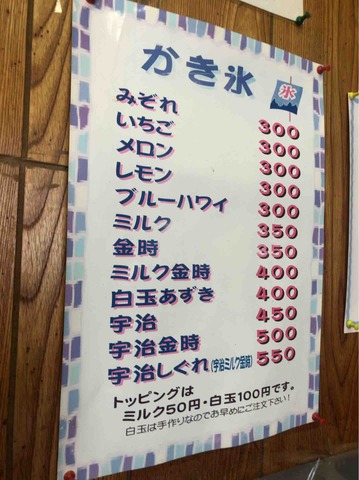 かき氷
氷
みぞれ 300
いちご 300
メロン 300
レモン 300
ブルーハワイ 300
ミルク 350
金時 350
ミルク金時 400
白玉あずき 400
宇治 450
宇治金時 500
宇治しぐれ(宇治ミルク金時) 550
トッピングは
ミルク50円・白玉100円です。
白玉は手作りなのでお早めにご注文下さい!